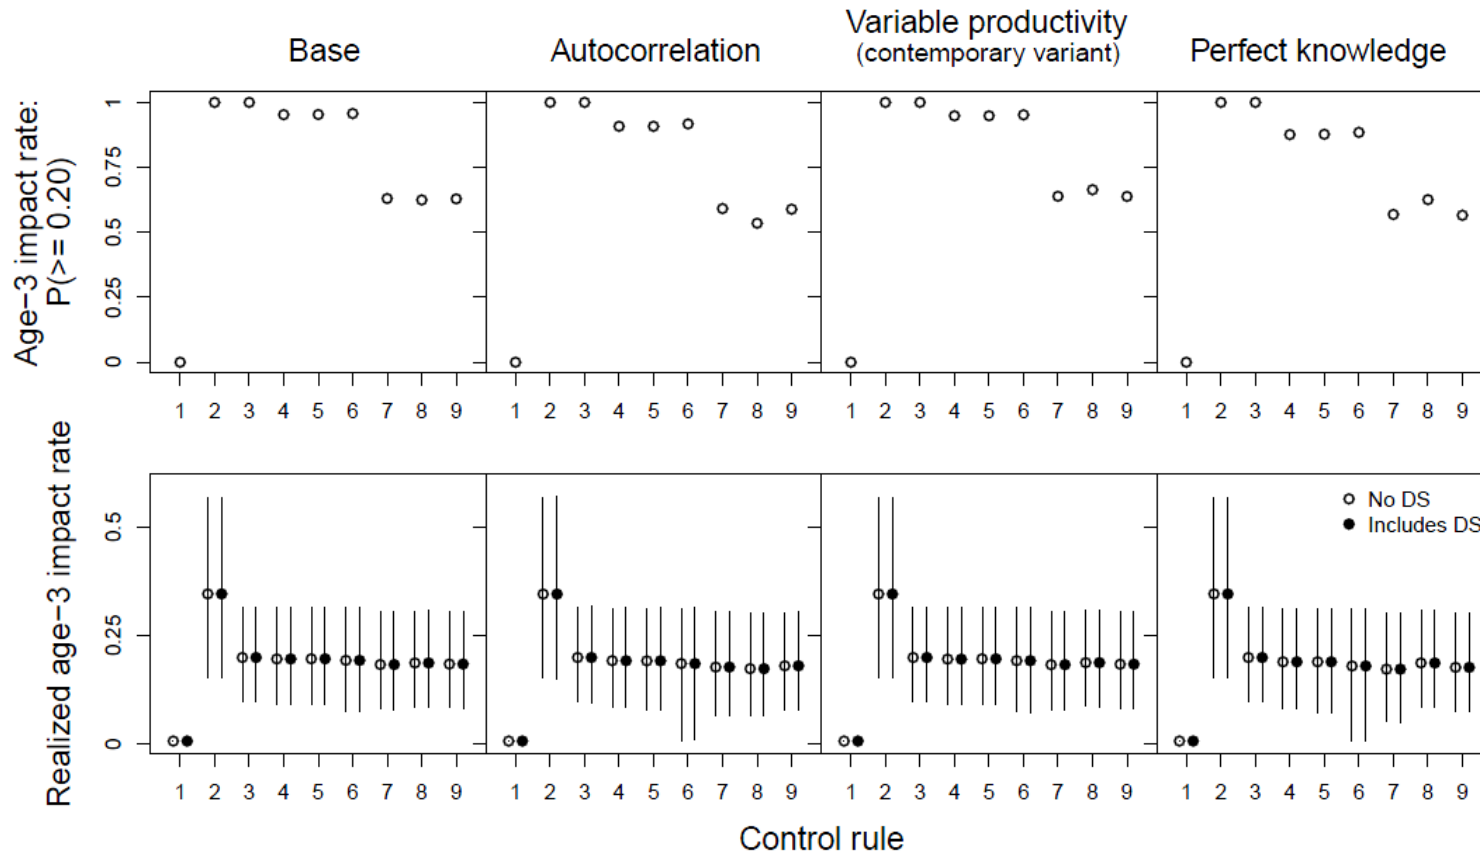 Base
Autocorrelation
Variable productivity
(contemporary variant)
Perfect knowledge
Age−3 impact rate:
P(>= 0.20)
1
0.75
0.5
0.25
0
1 2 3 4 5 6 7 8 9
1 2 3 4 5 6 7 8 9
1 2 3 4 5 6 7 8 9
1 2 3 4 5 6 7 8 9
Realized age−3 impact rate
0.5
0.25
0
No DS
Includes DS
1 2 3 4 5 6 7 8 9
1 2 3 4 5 6 7 8 9
1 2 3 4 5 6 7 8 9
1 2 3 4 5 6 7 8 9
Control rule